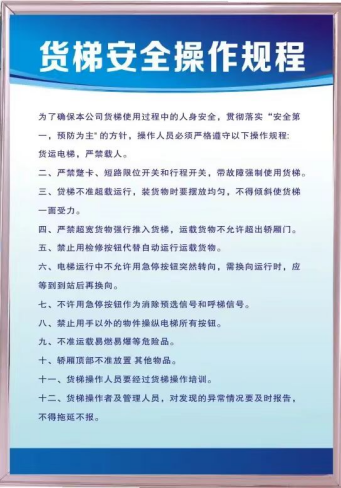 货梯安全操作规程
为了确保本公司货梯使用过程中的人身安全，贯彻落实“安全第
一，预防为主"的方针，操作人员必须严格遵守以下操作规程:
货运电梯，严禁载人。
二、严禁蹩卡、短路限位开关和行程开关，带故障强制使用货梯。
三、贷梯不准超载运行，装货物时要摆放均匀，不得倾斜使货梯
一面受力。
四、严禁超宽货物强行推入货梯，运载货物不允许超出轿厢门。
五、禁止用检修按钮代替自动运行运载货物。
六、电梯运行中不允许用急停按钮突然转向，需换向运行时，应
等到到站后再换向。
七、不许用急停按钮作为消除预选信号和呼梯信号。
八、禁止用手以外的物件操纵电梯所有按钮。
九、不准运载易燃易爆等危险品。
十、轿厢顶部不准放置 其他物品。
十一、货梯操作人员要经过货梯操作培训。
十二、货梯操作者及管理人员，对发现的异常情况要及时报告，
不得拖延不报。